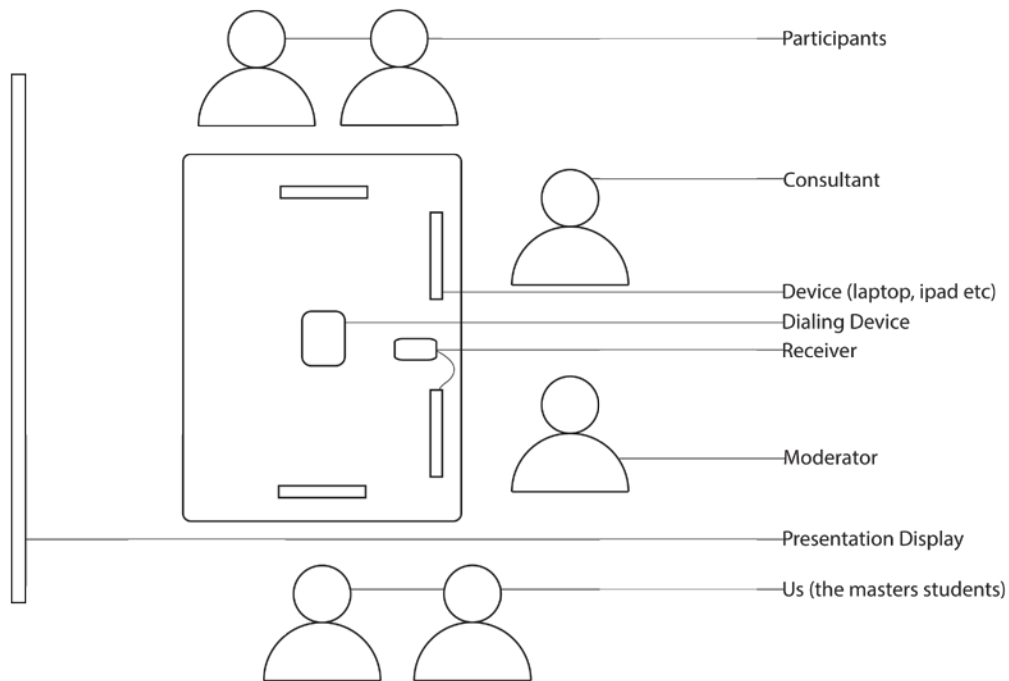 Participants
Consultant
Device (laptop, ipad etc)
Dialing Device
Receiver
Moderator
Presentation Display
Us (the masters students)